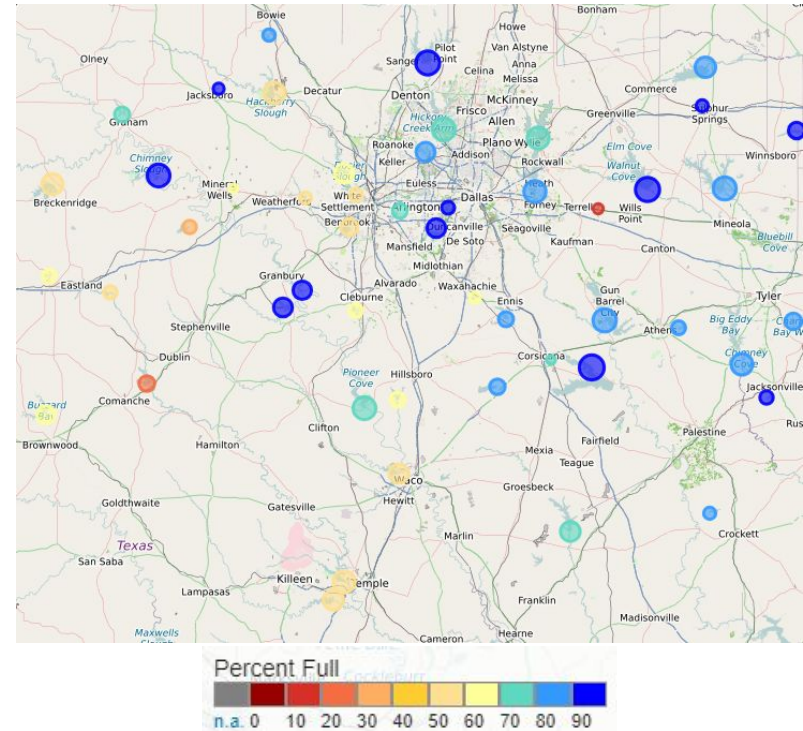 Bowie
Howe
Bonham
Olney
Pilot
Point
Sange
Van Alstyne
Anna
Melissa
Celina
Commerce
Jacksboro
Decatur
Denton
Frisco
McKinney
Allen
Greenville
Sulphur
Springs
Graham
Hickory
Creek Arm
Plano
Wylie
Winnsboro
Roanoke
Keller
Addison
Rockwall
Elm Cove
Walnut
Cove
Chimney
Mineral
Wells
Euless
Dallas
Heath
Forney
Terrell
Wills
Point
Breckenridge
Weatherford
White
Settlement
Arlington
Benbrook
Duncanville
De Soto
Seagoville
Mineola
Bluebill
Cove
Mansfield
Kaufman
Canton
Midlothian
Eastland
Granbury
Alvarado
Waxahachie
Cleburne
Ennis
Gun
Barrel
City
Tyler
Stephenville
Athens
Big Eddy
Bay
Dublin
Corsicana
Chimney
Cove
Comanche
Hillsboro
Pioneer
Cove
Jacksonville
Buzzard
Rus
Brownwood
Clifton
Palestine
Hamilton
Fairfield
Mexia
Teague
Waco
Hewitt
Groesbeck
Goldthwaite
Gatesville
Marlin
Crockett
Texas
San Saba
Killeen
Temple
Lampasas
Franklin
Madisonville
Maxwells
Slough
Cameron
Hearne
Percent Full
n.a. 0 10 20 30 40 50 60 70 80 90